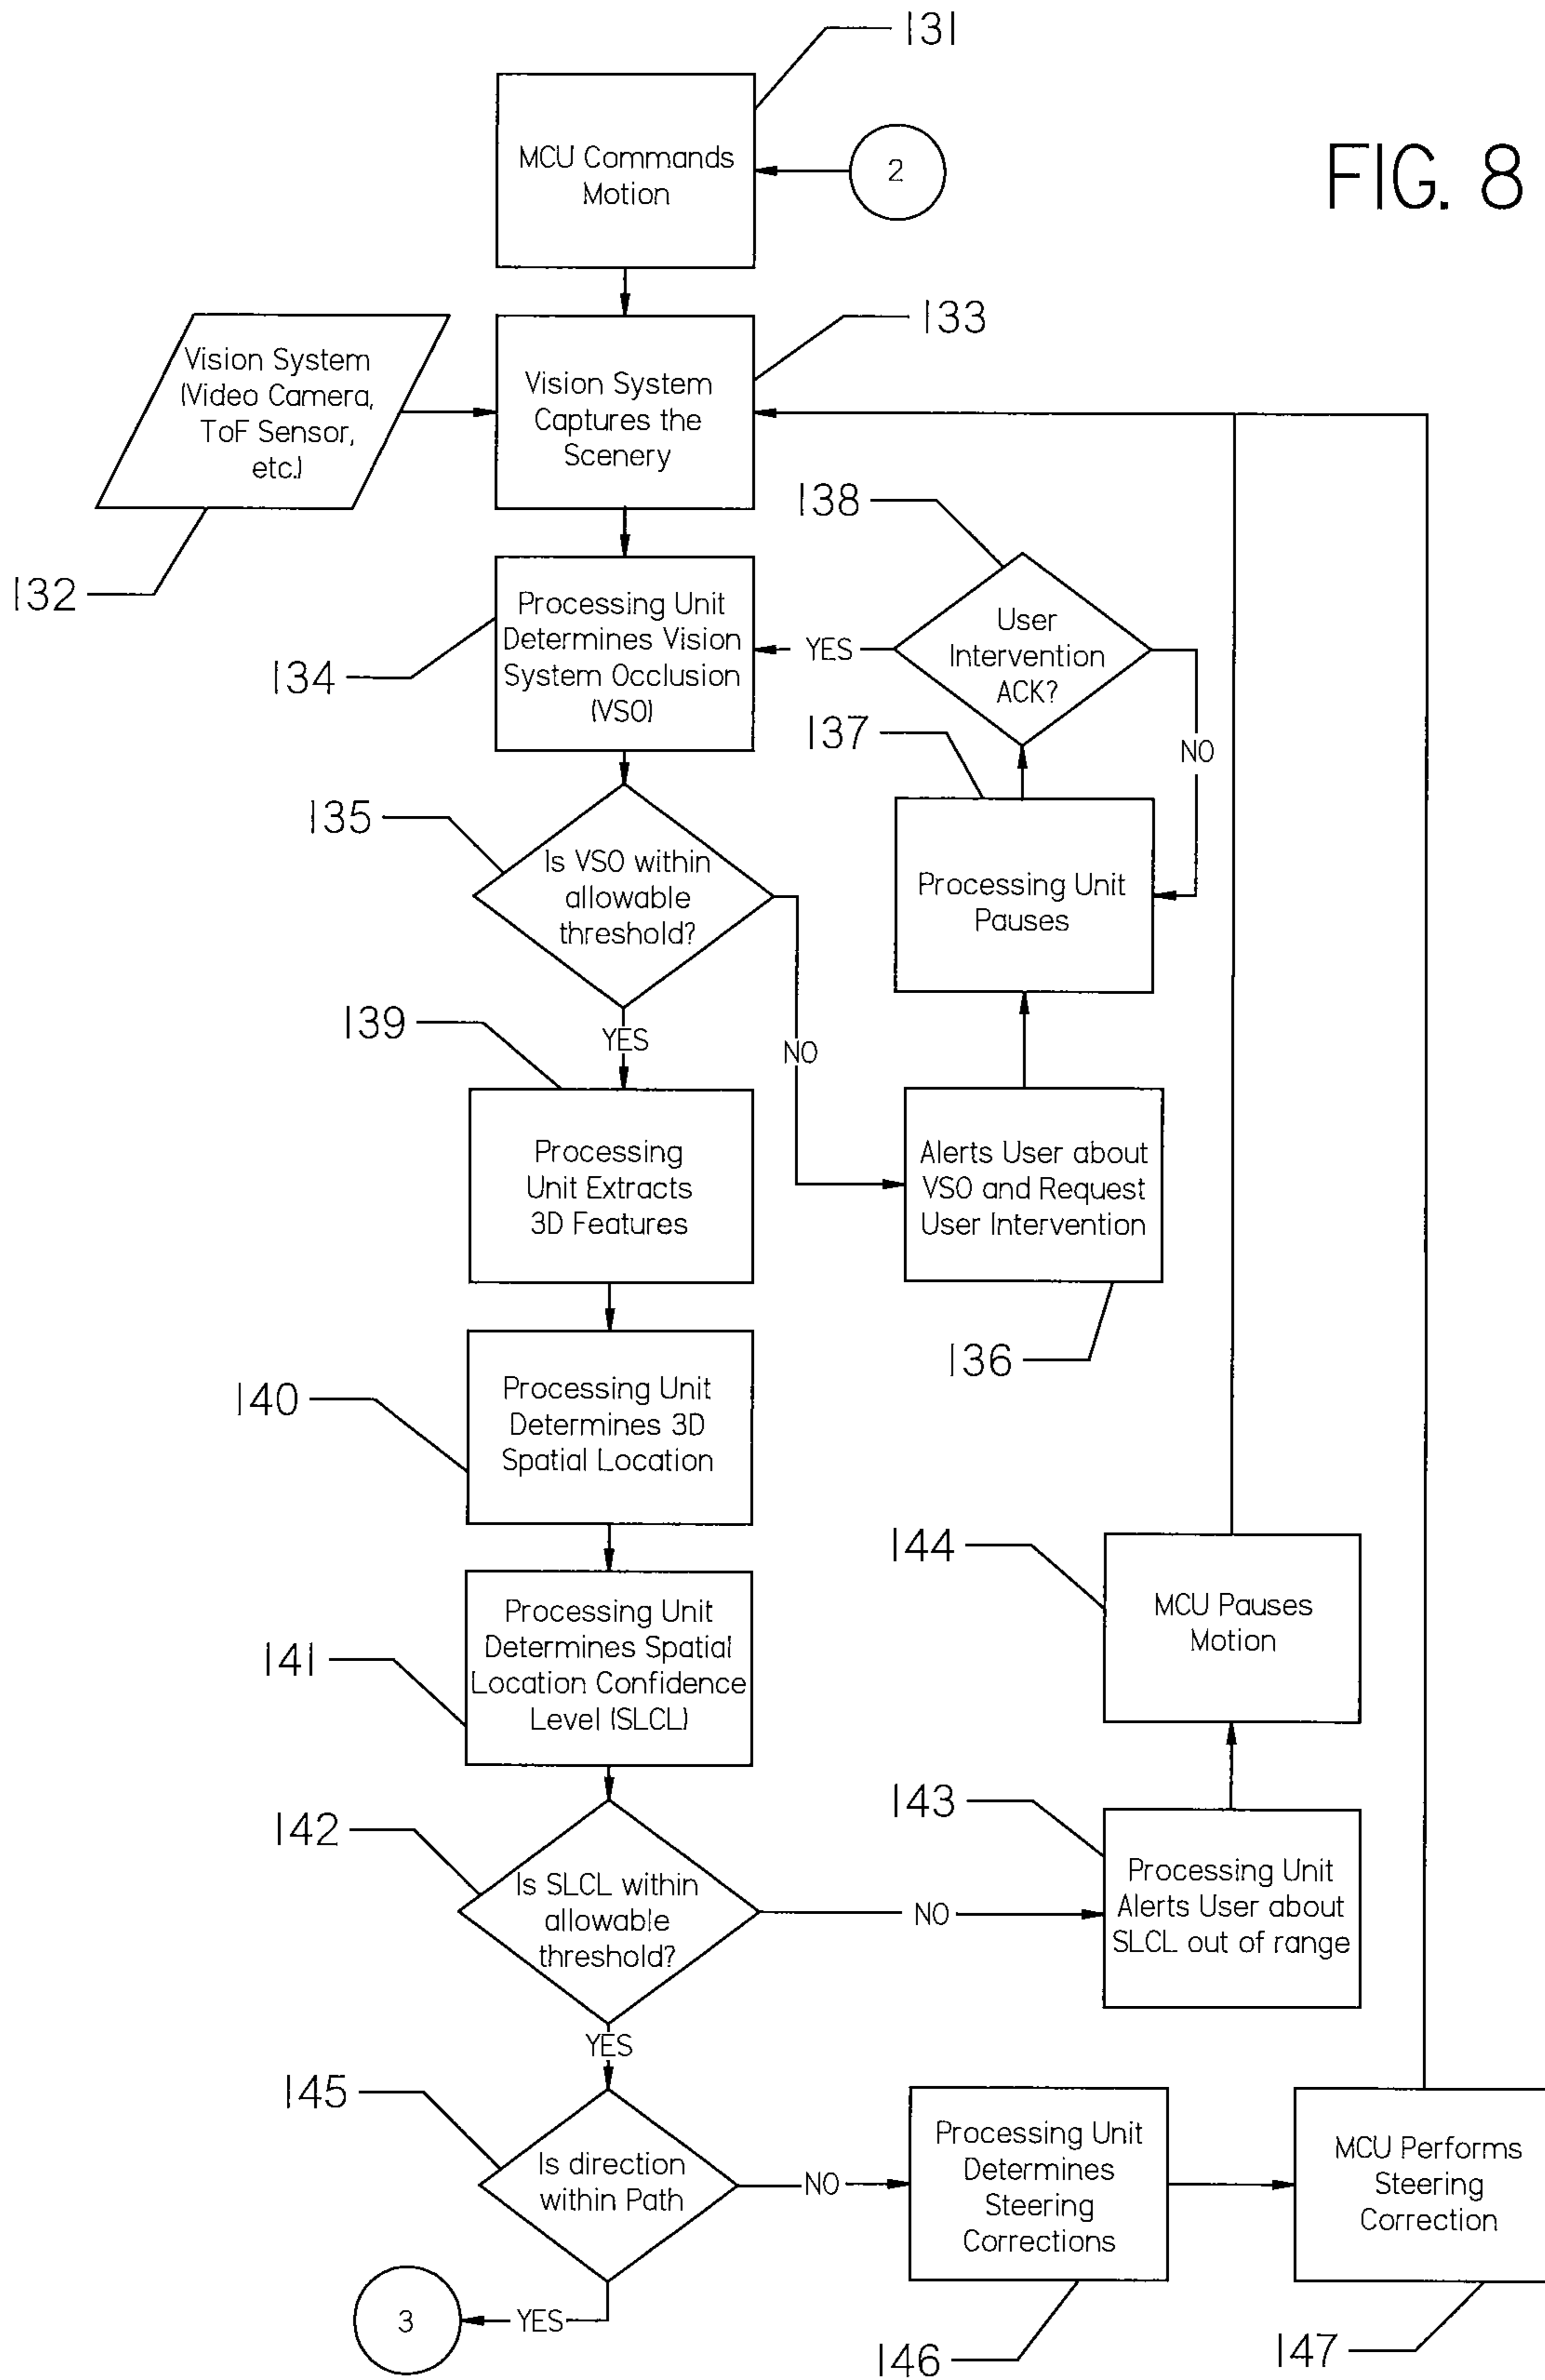 131
MCU Commands
Motion
2
FIG. 8
133
Vision System
(Video Camera,
ToF Sensor,
etc.)
Vision System
Captures the
Scenery
132
138
User
Intervention
ACK?
YES
NO
Processing Unit
Determines Vision
System Occlusion
(VSO)
134
137
Processing Unit
Pauses
135
Is VSO within
allowable
threshold?
YES
NO
139
Processing
Unit Extracts
3D Features
Alerts User about
VSO and Request
User Intervention
136
140
Processing Unit
Determines 3D
Spatial Location
141
Processing Unit
Determines Spatial
Location Confidence
Level (SLCL)
144
MCU Pauses
Motion
142
Is SLCL within
allowable
threshold?
NO
143
Processing Unit
Alerts User about
SLCL out of range
YES
145
Is direction
within Path
NO
Processing Unit
Determines
Steering
Corrections
MCU Performs
Steering
Correction
3
YES
146
147